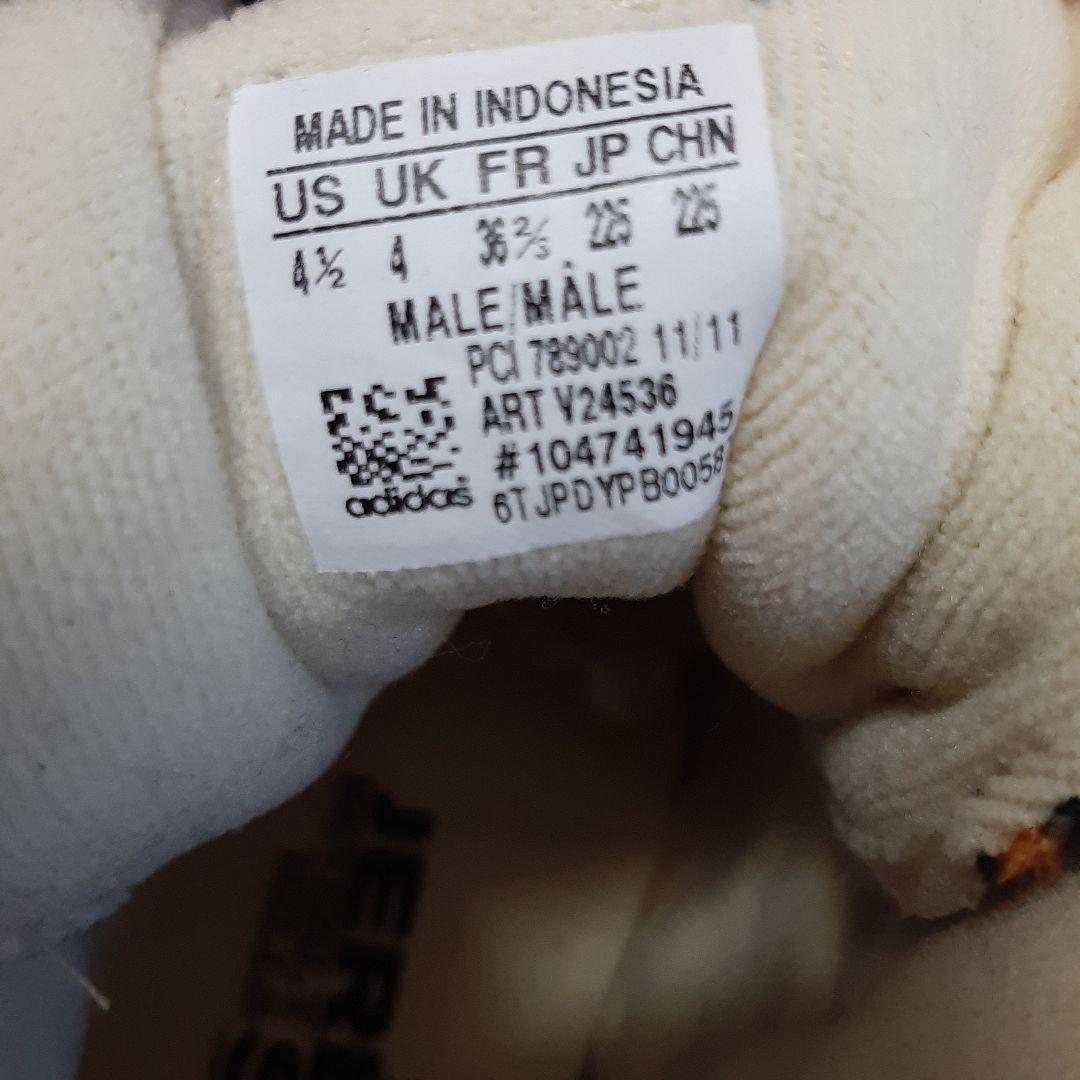 MADE IN INDONESIA
US UK FR JP CHN
4½ 4 36⅔ 225 225
MALE/MÂLE
PCI 789002 11/11
ART V24536
#104741945
adidas
6TJPDYPB0058